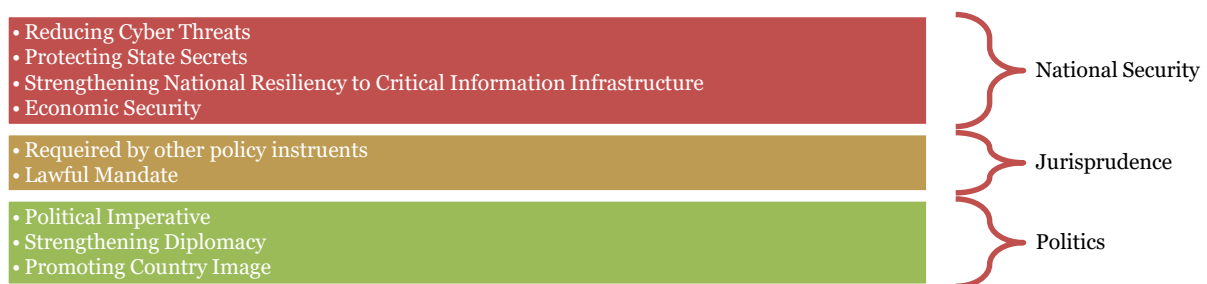 • Reducing Cyber Threats
• Protecting State Secrets
• Strengthening National Resiliency to Critical Information Infrastructure
• Economic Security
National Security
• Requeired by other policy instruents
• Lawful Mandate
Jurisprudence
• Political Imperative
• Strengthening Diplomacy
• Promoting Country Image
Politics